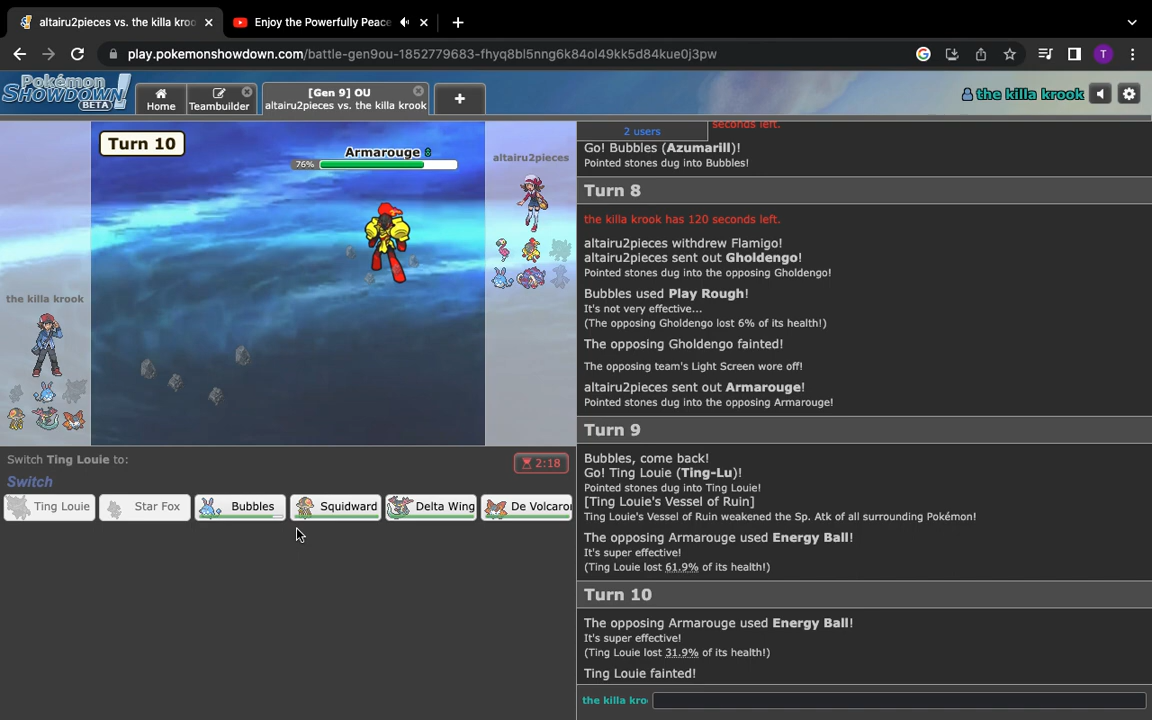 altairu2pieces vs. the killa kroo
Enjoy the Powerfully Peace
play.pokemonshowdown.com/battle-gen9ou-1852779683-fhyq8bl5nng6k84ol49kk5d84kue0j3pw
T
Pokémon
SHOWDOWN!
BETA
Home
Teambuilder
[Gen 9] OU
altairu2pieces vs. the killa krook
the killa krook
Turn 10
Armarouge
76%
altairu2pieces
the killa krook
2 users
seconds left.
Go! Bubbles (Azumarill)!
Pointed stones dug into Bubbles!
Turn 8
the killa krook has 120 seconds left.
altairu2pieces withdrew Flamigo!
altairu2pieces sent out Gholdengo!
Pointed stones dug into the opposing Gholdengo!
Bubbles used Play Rough!
It's not very effective...
(The opposing Gholdengo lost 6% of its health!)
The opposing Gholdengo fainted!
The opposing team's Light Screen wore off!
altairu2pieces sent out Armarouge!
Pointed stones dug into the opposing Armarouge!
Turn 9
Bubbles, come back!
Go! Ting Louie (Ting-Lu)!
Pointed stones dug into Ting Louie!
[Ting Louie's Vessel of Ruin]
Ting Louie's Vessel of Ruin weakened the Sp. Atk of all surrounding Pokémon!
The opposing Armarouge used Energy Ball!
It's super effective!
(Ting Louie lost 61.9% of its health!)
Turn 10
The opposing Armarouge used Energy Ball!
It's super effective!
(Ting Louie lost 31.9% of its health!)
Ting Louie fainted!
the killa kro
Switch Ting Louie to:
2:18
Switch
Ting Louie
Star Fox
Bubbles
Squidward
Delta Wing
De Volcaro